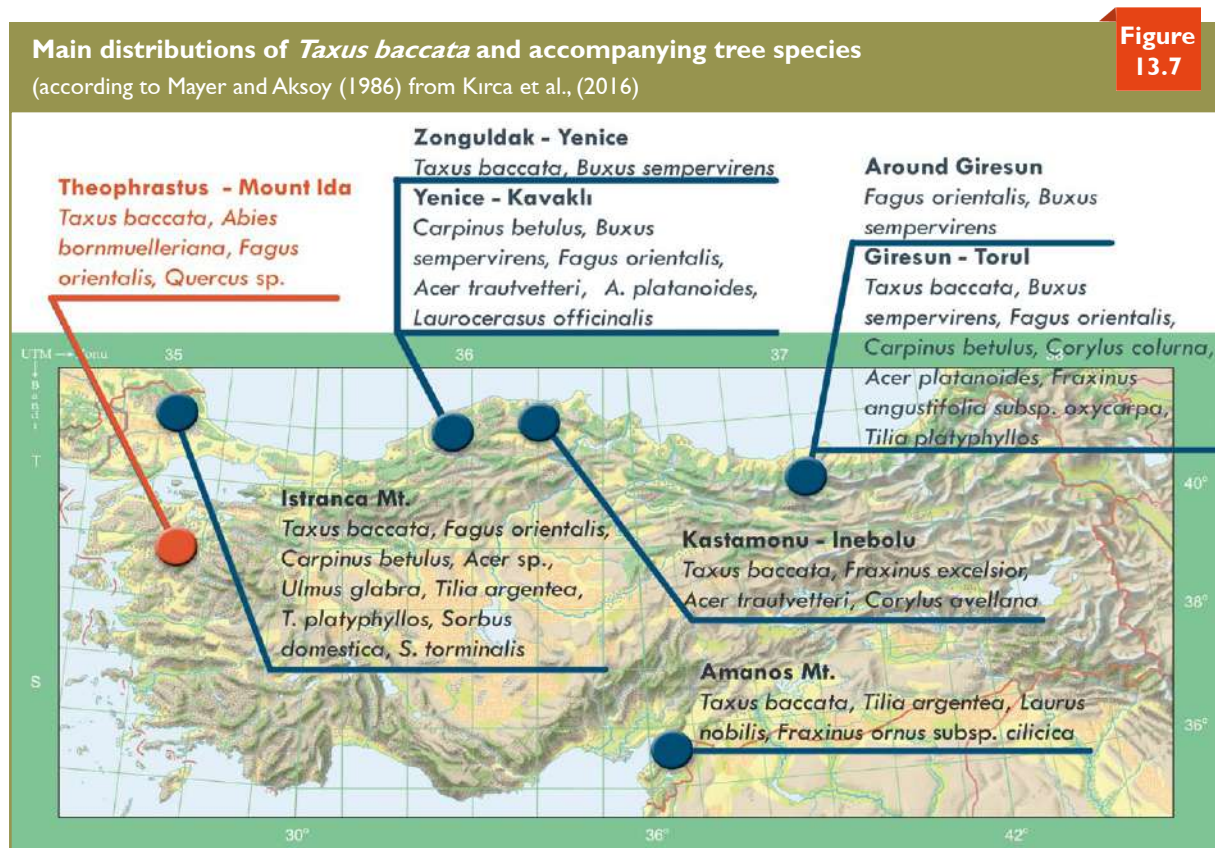 Main distributions of Taxus baccata and accompanying tree species
(according to Mayer and Aksoy (1986) from Kırca et al., (2016)
Figure
13.7
Theophrastus - Mount Ida
Taxus baccata, Abies
bornmuelleriana, Fagus
orientalis, Quercus sp.
Zonguldak - Yenice
Taxus baccata, Buxus sempervirens
Yenice - Kavaklı
Carpinus betulus, Buxus
sempervirens, Fagus orientalis,
Acer trautvetteri, A. platanoides,
Laurocerasus officinalis
Around Giresun
Fagus orientalis, Buxus
sempervirens
Giresun - Torul
Taxus baccata, Buxus
sempervirens, Fagus orientalis,
Carpinus betulus, Corylus colurna,
Acer platanoides, Fraxinus
angustifolia subsp. oxycarpa,
Tilia platyphyllos
UTM
35
36
37
38
T
S
Istranca Mt.
Taxus baccata, Fagus orientalis,
Carpinus betulus, Acer sp.,
Ulmus glabra, Tilia argentea,
T. platyphyllos, Sorbus
domestica, S. torminalis
Kastamonu - Inebolu
Taxus baccata, Fraxinus excelsior,
Acer trautvetteri, Corylus avellana
Amanos Mt.
Taxus baccata, Tilia argentea, Laurus
nobilis, Fraxinus ornus subsp. cilicica
40°
38°
36°
30°
36°
42°